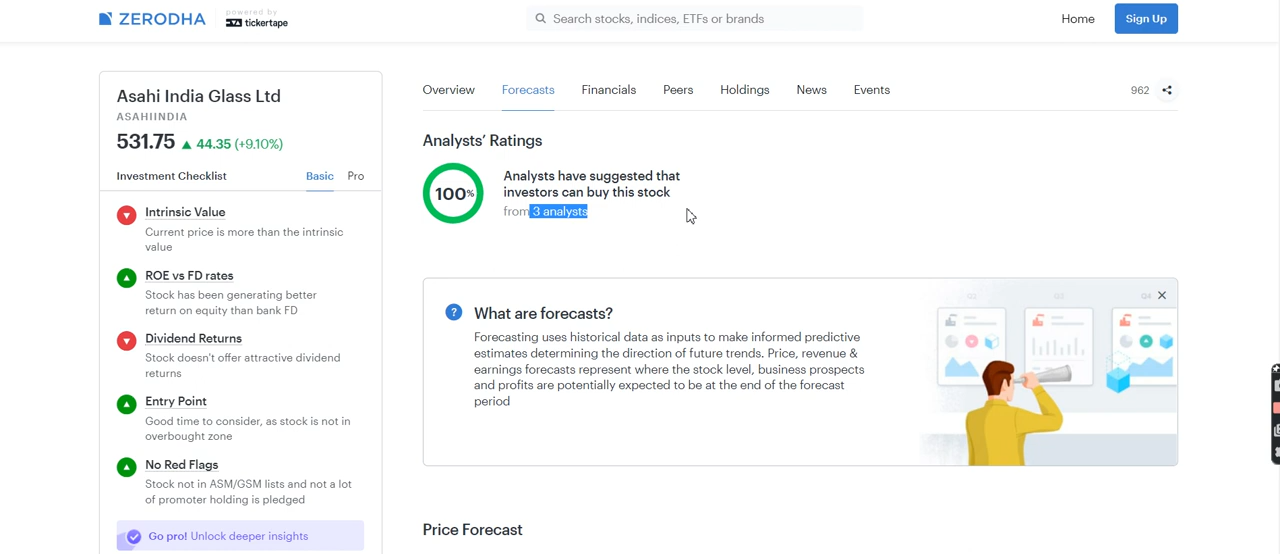 ZERODHA
powered by
tickertape
Search stocks, indices, ETFs or brands
Home
Sign Up
Asahi India Glass Ltd
ASAHIINDIA
531.75 ▲ 44.35 (+9.10%)
Investment Checklist
Basic
Pro
Intrinsic Value
Current price is more than the intrinsic
value
ROE vs FD rates
Stock has been generating better
return on equity than bank FD
Dividend Returns
Stock doesn't offer attractive dividend
returns
Entry Point
Good time to consider, as stock is not in
overbought zone
No Red Flags
Stock not in ASM/GSM lists and not a lot
of promoter holding is pledged
Go pro! Unlock deeper insights
Overview
Forecasts
Financials
Peers
Holdings
News
Events
962
Analysts' Ratings
100%
Analysts have suggested that
investors can buy this stock
from 3 analysts
?
What are forecasts?
Forecasting uses historical data as inputs to make informed predictive
estimates determining the direction of future trends. Price, revenue &
earnings forecasts represent where the stock level, business prospects
and profits are potentially expected to be at the end of the forecast
period
Price Forecast